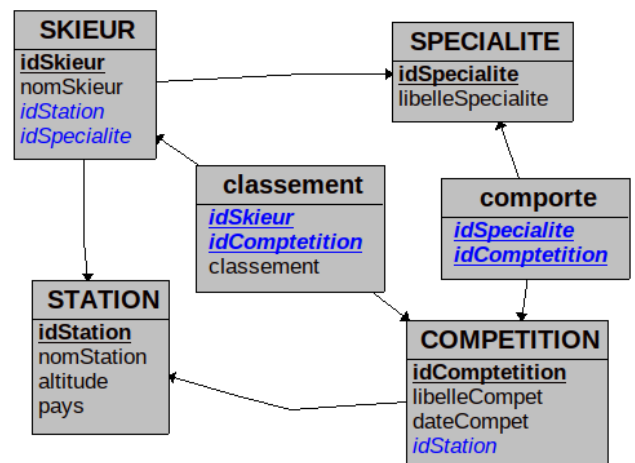 SKIEUR
idSkieur
nomSkieur
idStation
idSpecialite
SPECIALITE
idSpecialite
libelleSpecialite
classement
idSkieur
idComptetition
classement
comporte
idSpecialite
idComptetition
STATION
idStation
nomStation
altitude
pays
COMPETITION
idComptetition
libelleCompet
dateCompet
idStation